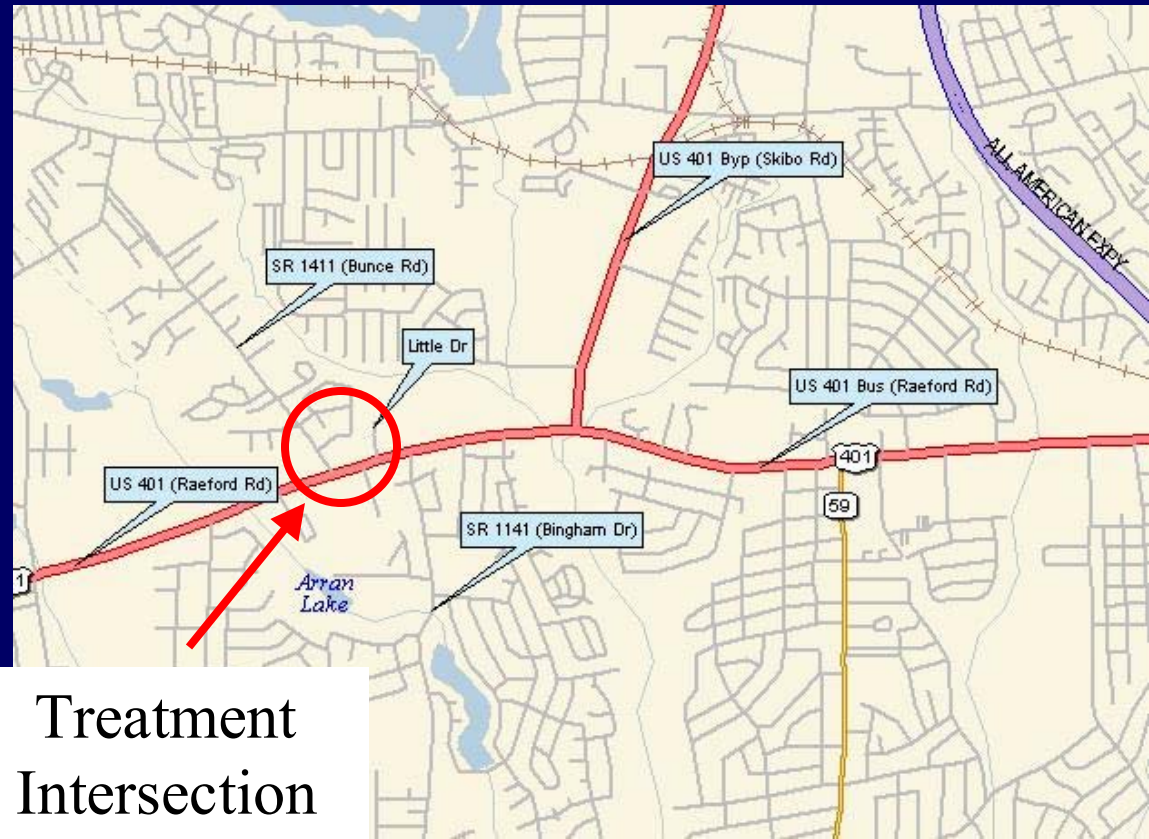 US 401 Byp (Skibo Rd)
ALL AMERICAN EXPY
SR 1411 (Bunce Rd)
Little Dr
US 401 Bus (Raeford Rd)
401
US 401 (Raeford Rd)
59
SR 1141 (Bingham Dr)
1
Arran
Lake
Treatment
Intersection